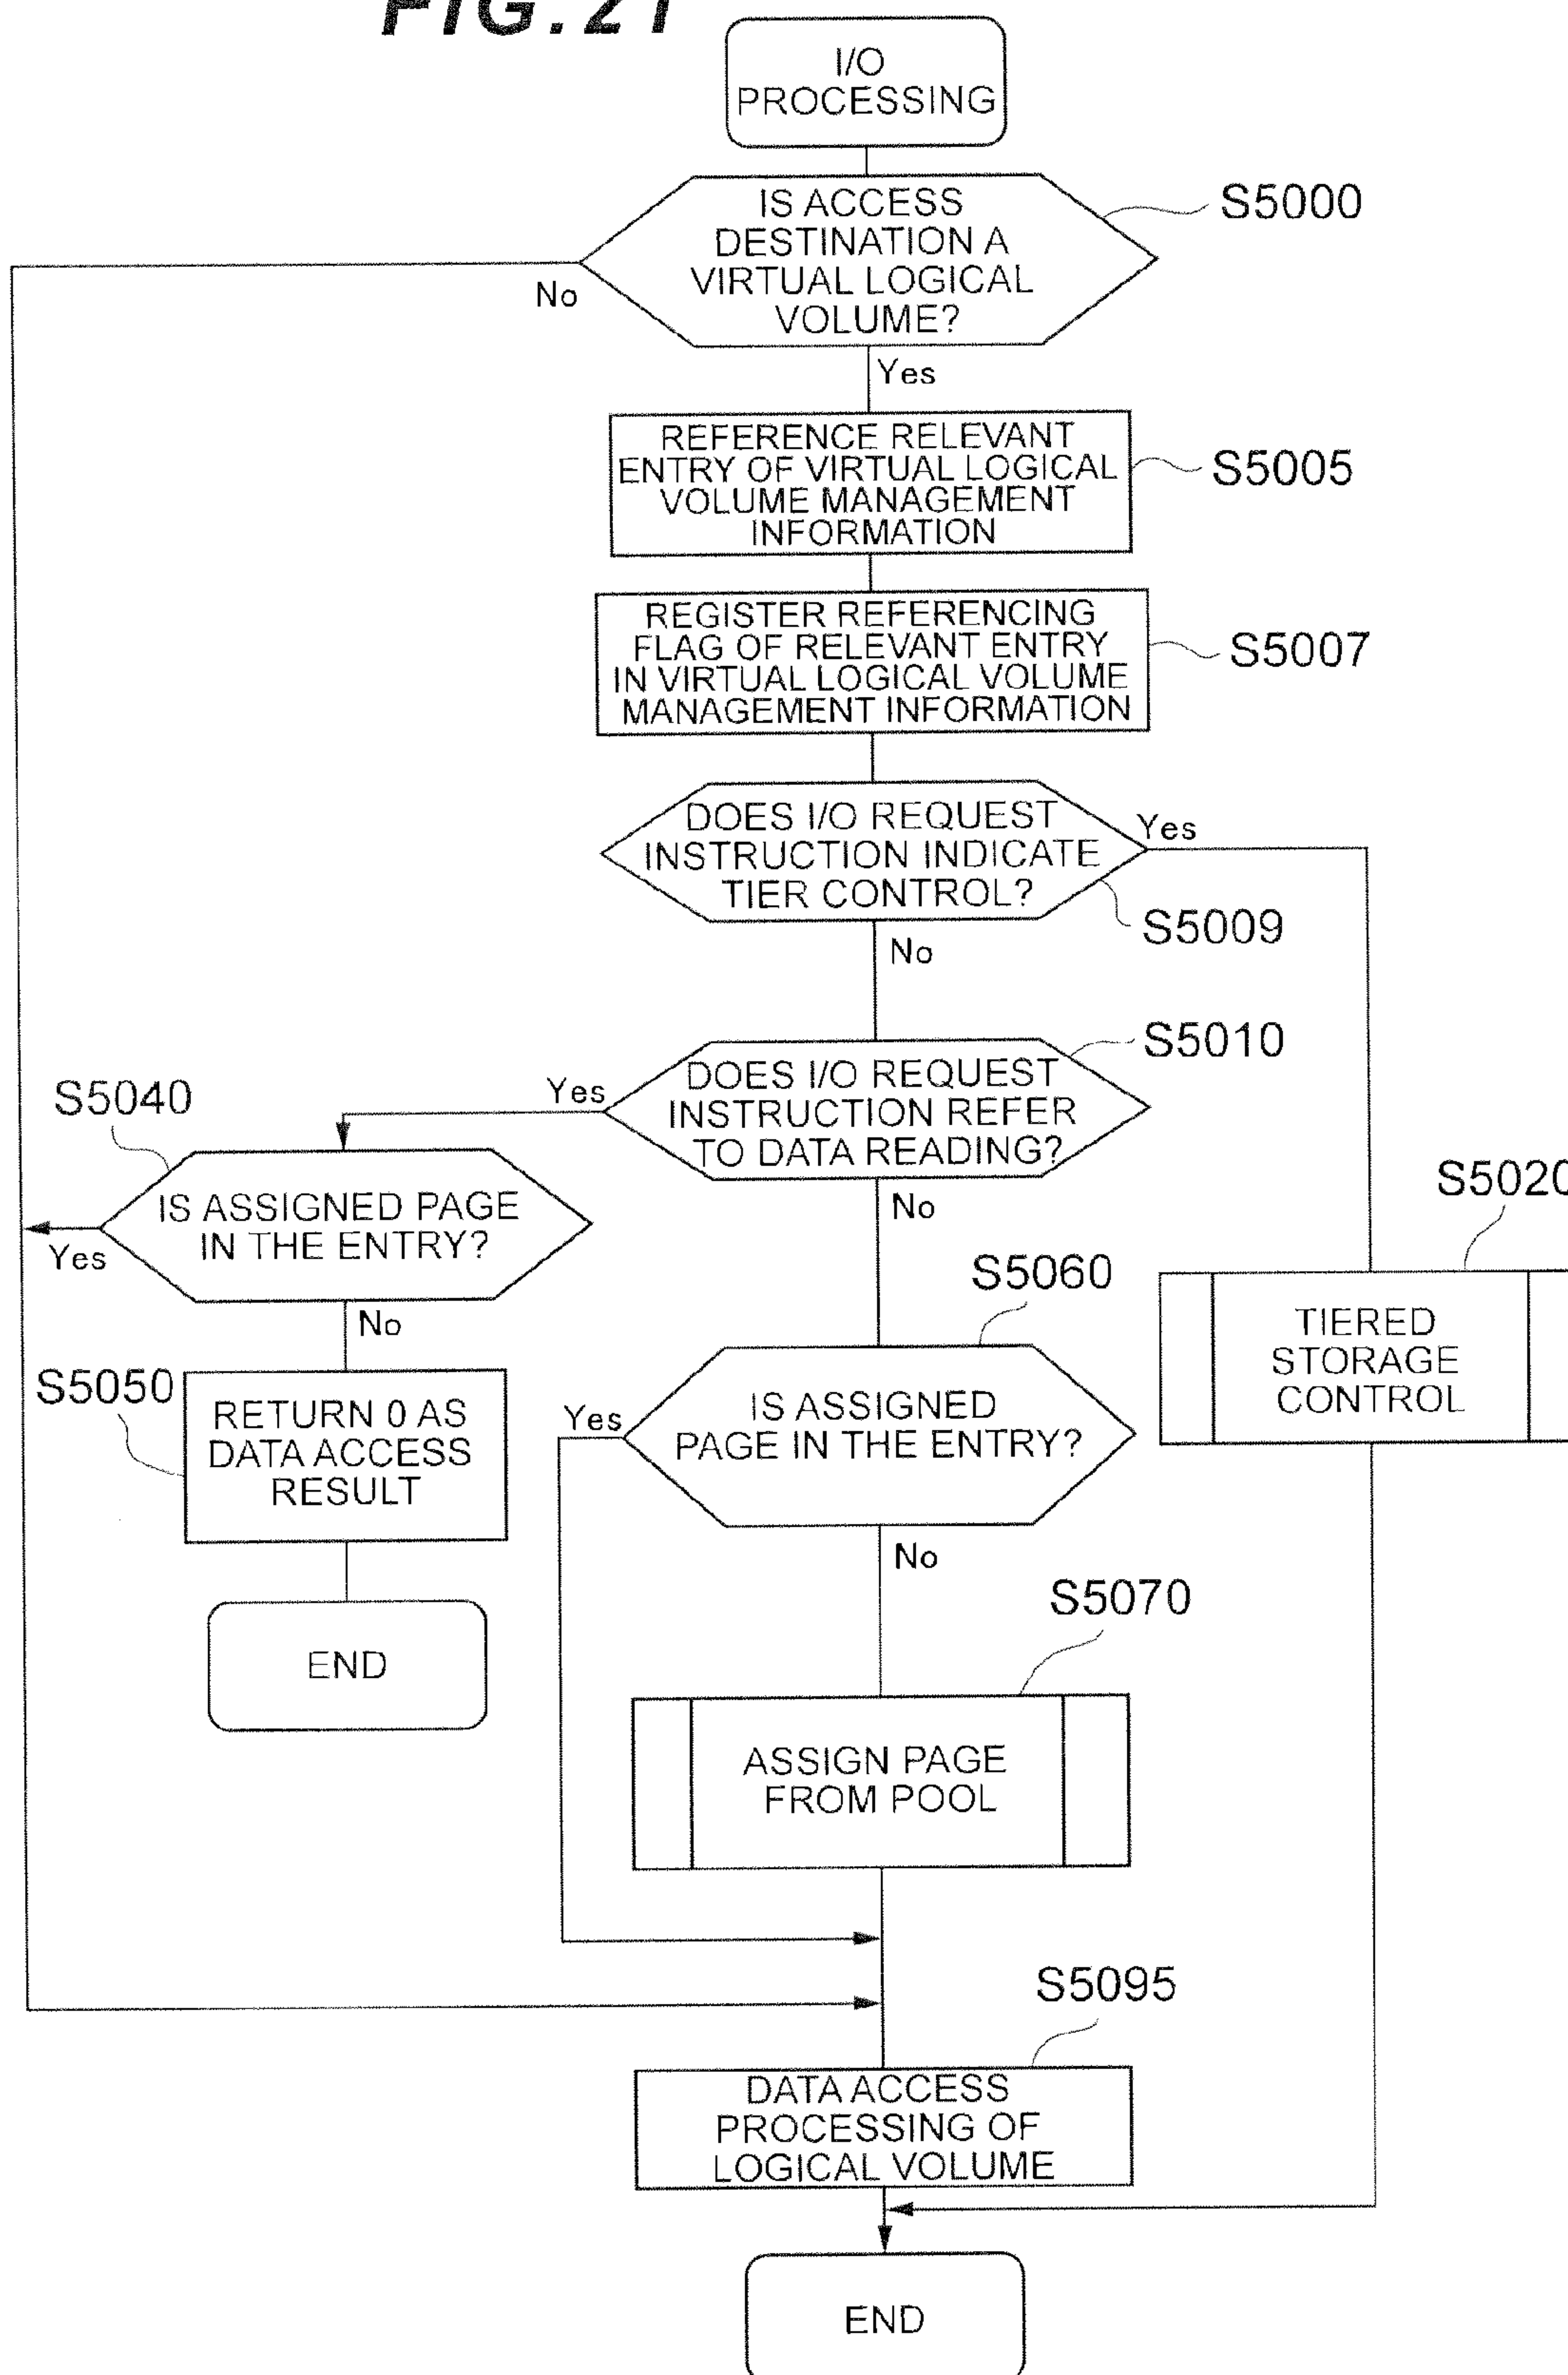 FIG. 21
I/O
PROCESSING
IS ACCESS
DESTINATION A
VIRTUAL LOGICAL
VOLUME?
S5000
No
Yes
REFERENCE RELEVANT
ENTRY OF VIRTUAL LOGICAL
VOLUME MANAGEMENT
INFORMATION
S5005
REGISTER REFERENCING
FLAG OF RELEVANT ENTRY
IN VIRTUAL LOGICAL VOLUME
MANAGEMENT INFORMATION
S5007
DOES I/O REQUEST
INSTRUCTION INDICATE
TIER CONTROL?
Yes
S5009
No
S5010
DOES I/O REQUEST
INSTRUCTION REFER
TO DATA READING?
Yes
No
S5040
IS ASSIGNED PAGE
IN THE ENTRY?
Yes
No
S5020
TIERED
STORAGE
CONTROL
S5060
IS ASSIGNED
PAGE IN THE ENTRY?
Yes
No
S5050
RETURN 0 AS
DATA ACCESS
RESULT
END
S5070
ASSIGN PAGE
FROM POOL
S5095
DATA ACCESS
PROCESSING OF
LOGICAL VOLUME
END